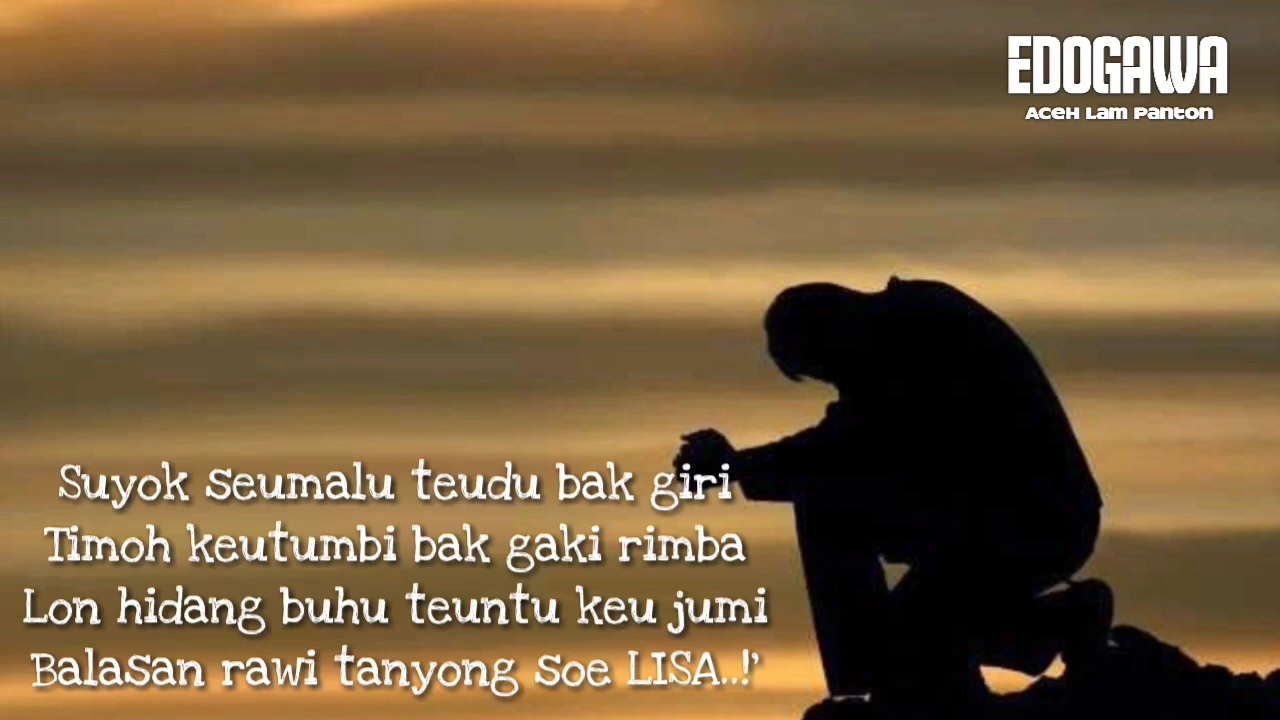 EDOGAWA
Aceh Lam Panton
Suyok seumalu teudu bak giri
Timoh keutumbi bak gaki rimba
Lon hidang buhu teuntu keu jumi
Balasan rawi tanyong soe LISA..!'